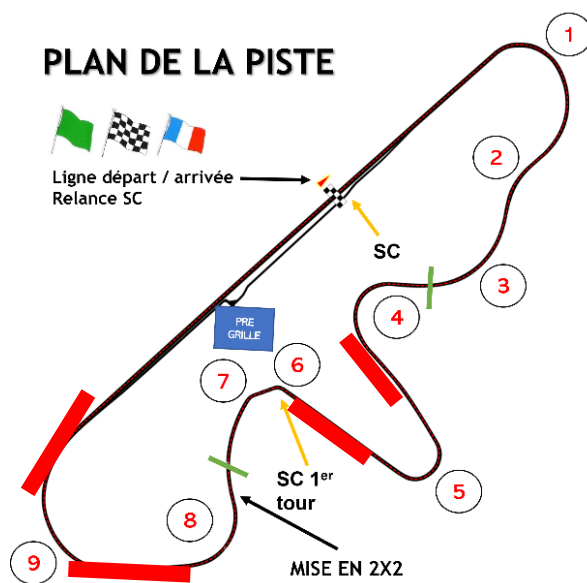 PLAN DE LA PISTE
1
Ligne départ / arrivée
Relance SC
2
SC
3
4
PRE
GRILLE
6
7
SC 1er
tour
5
8
MISE EN 2X2
9